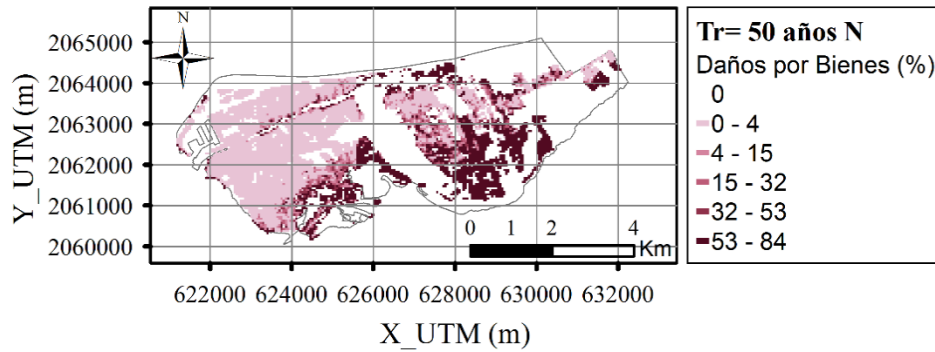 N
2065000
2064000
2063000
2062000
2061000
2060000
Y_UTM (m)
0 1 2 4
Km
622000 624000 626000 628000 630000 632000
X_UTM (m)
Tr= 50 años N
Daños por Bienes (%)
0
0 - 4
4 - 15
15 - 32
32 - 53
53 - 84